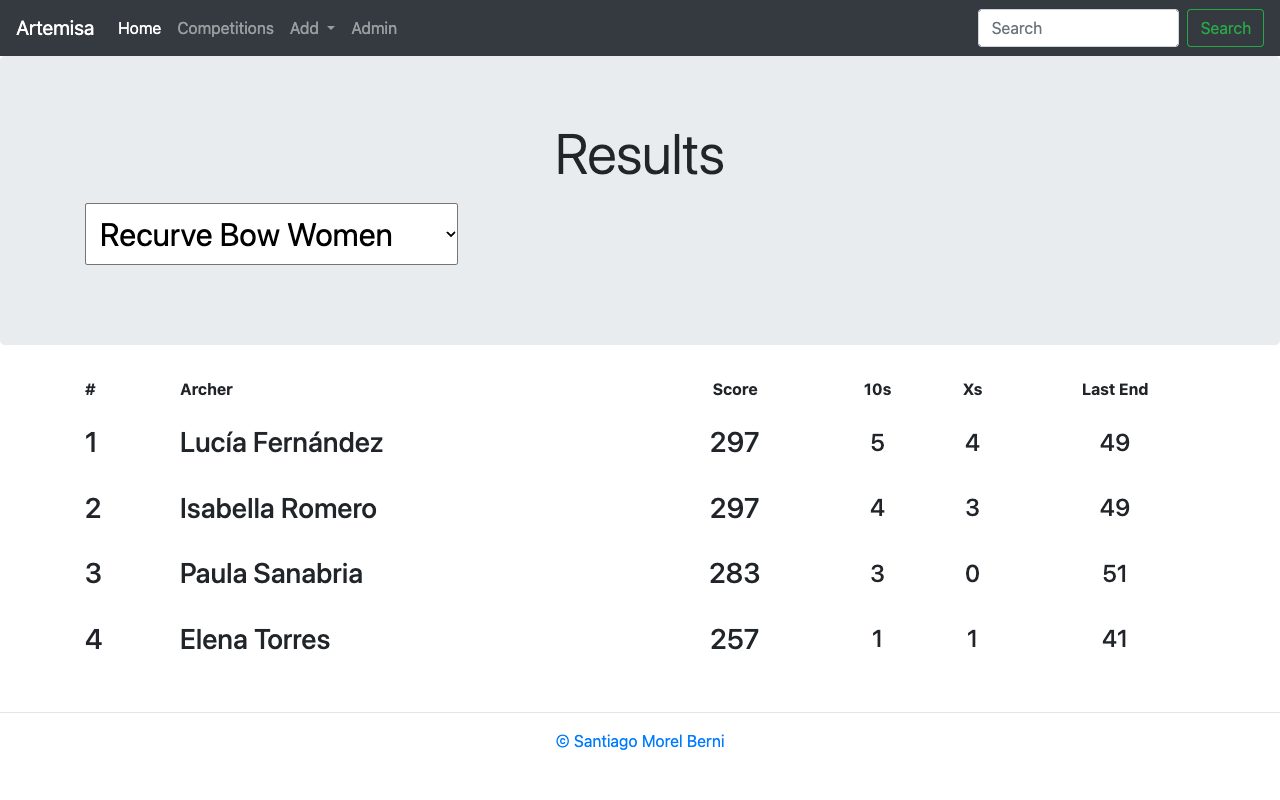 Artemisa Home Competitions Add Admin Search Search
Results
Recurve Bow Women
# Archer Score 10s Xs Last End
1 Lucía Fernández 297 5 4 49
2 Isabella Romero 297 4 3 49
3 Paula Sanabria 283 3 0 51
4 Elena Torres 257 1 1 41
© Santiago Morel Berni